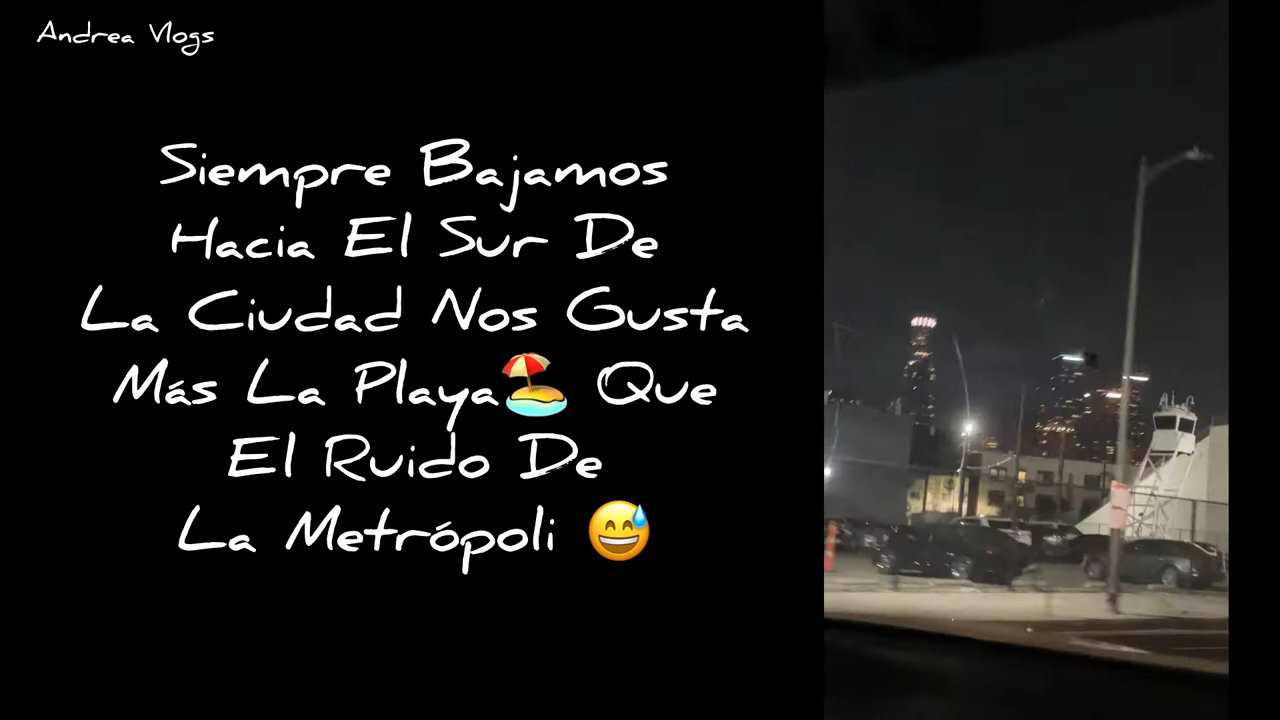 Andrea Vlogs
Siempre Bajamos
Hacia El Sur De
La Ciudad Nos Gusta
Más La Playa🏖️ Que
El Ruido De
La Metrópoli 😅